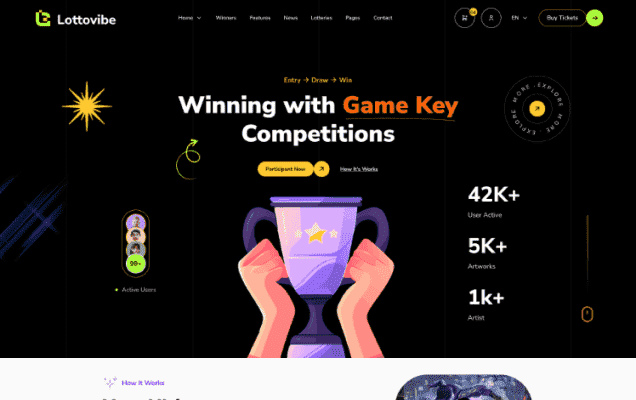 Lottovibe
Home Winners Features News Lotteries Pages Contact
EN
Buy Tickets
Entry → Draw → Win
Winning with Game Key
Competitions
EXPLORE MORE . EXPLORE MORE .
Participant Now
How It's Works
42K+
User Active
5K+
Artworks
1k+
Artist
90+
Active Users
How It Works